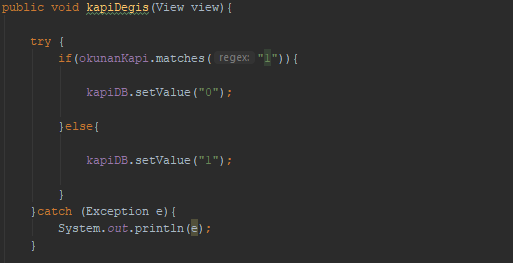 public void kapiDegis(View view){
try {
if(okunanKapi.matches( regex: "1")){
kapiDB.setValue("0");
}else{
kapiDB.setValue("1");
}
}catch (Exception e){
System.out.println(e);
}